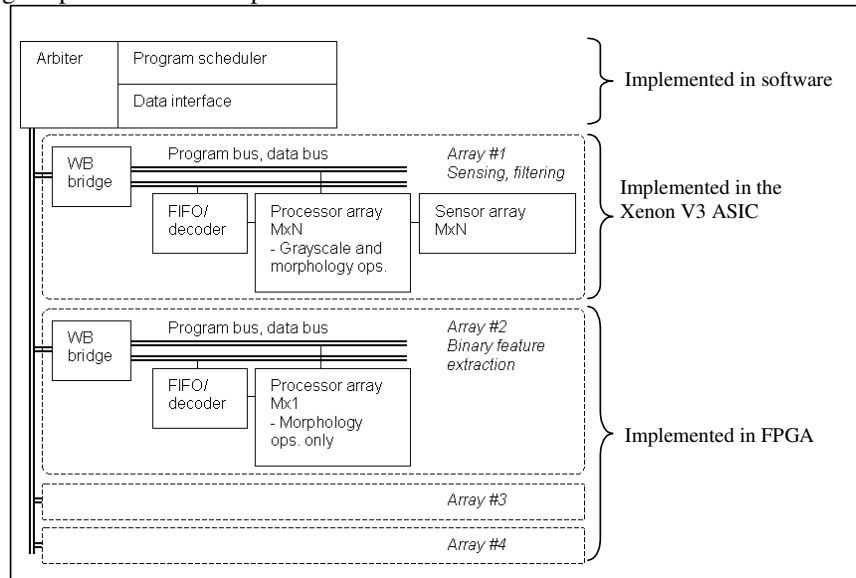 Arbiter
Program scheduler
Data interface
Implemented in software
WB
bridge
Program bus, data bus
Array #1
Sensing, filtering
FIFO/
decoder
Processor array
MxN
- Grayscale and
morphology ops.
Sensor array
MxN
Implemented in the
Xenon V3 ASIC
WB
bridge
Program bus, data bus
Array #2
Binary feature
extraction
FIFO/
decoder
Processor array
Mx1
- Morphology
ops. only
Implemented in FPGA
Array #3
Array #4